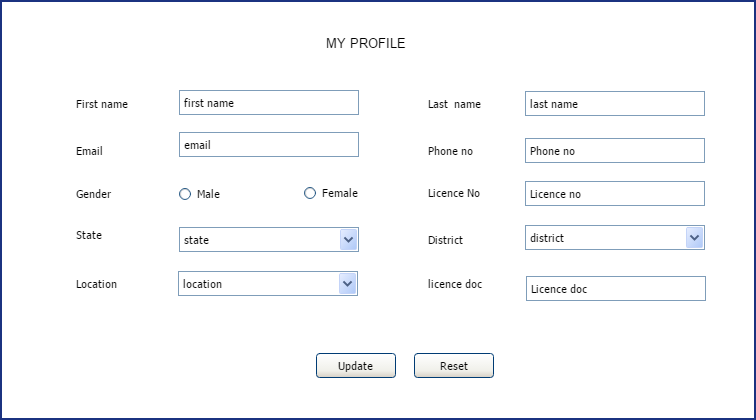 MY PROFILE
First name first name Last  name last name
Email email Phone no Phone no
Gender Male Female Licence No Licence no
State state District district
Location location licence doc Licence doc
Update Reset